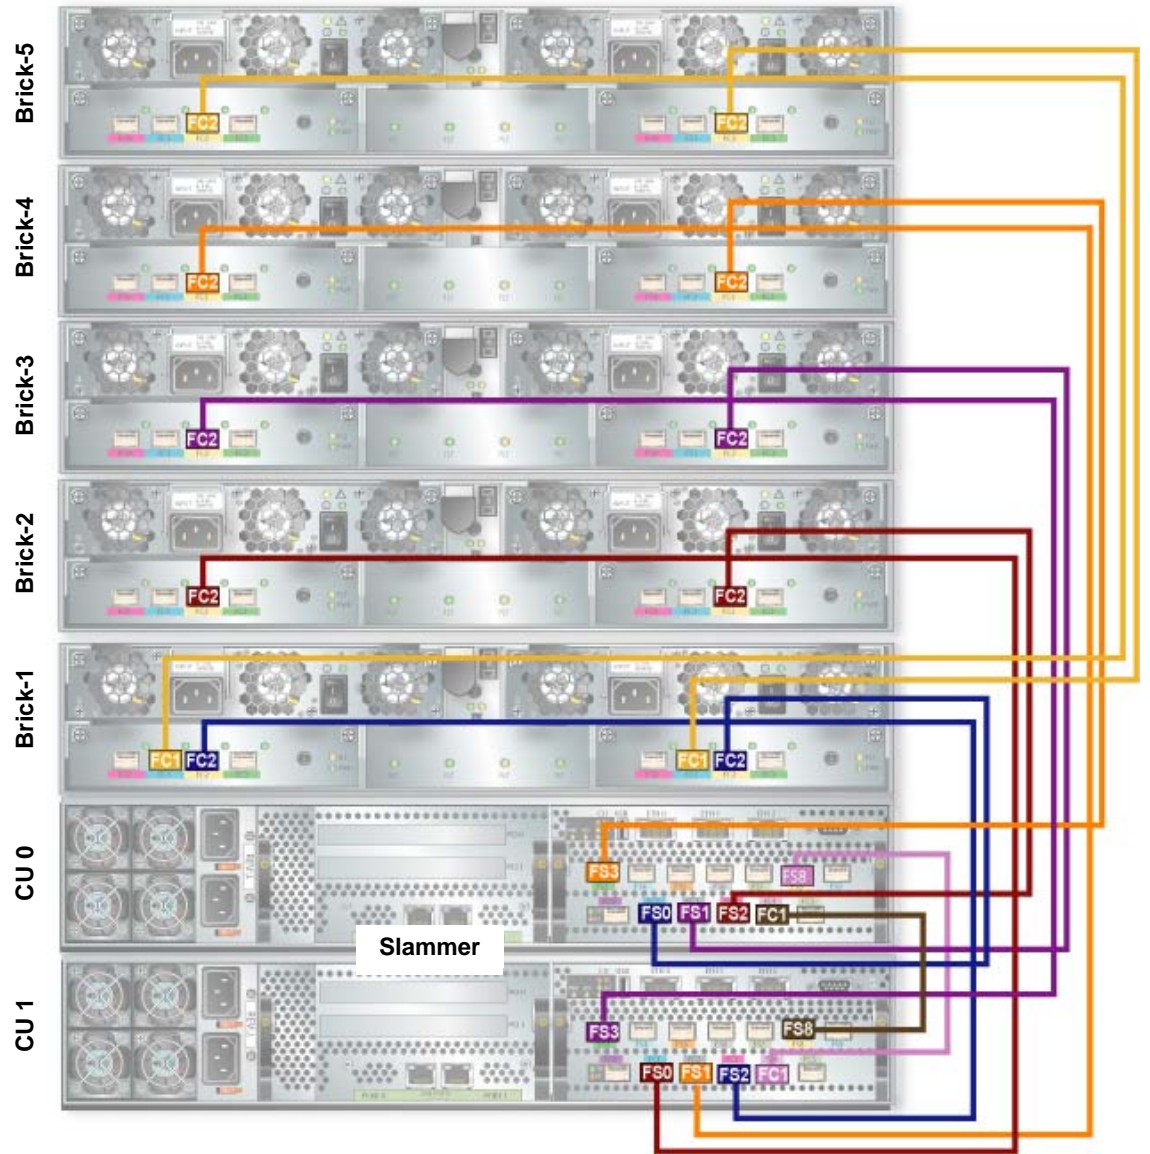 Brick-5
FC2 FC2
Brick-4
FC2 FC2
Brick-3
FC2 FC2
Brick-2
FC2 FC2
Brick-1
FC1 FC2 FC1 FC2
CU 0
FS3 FS8
FS0 FS1 FS2 FC1
Slammer
CU 1
FS3 FS8
FS0 FS1 FS2 FC1